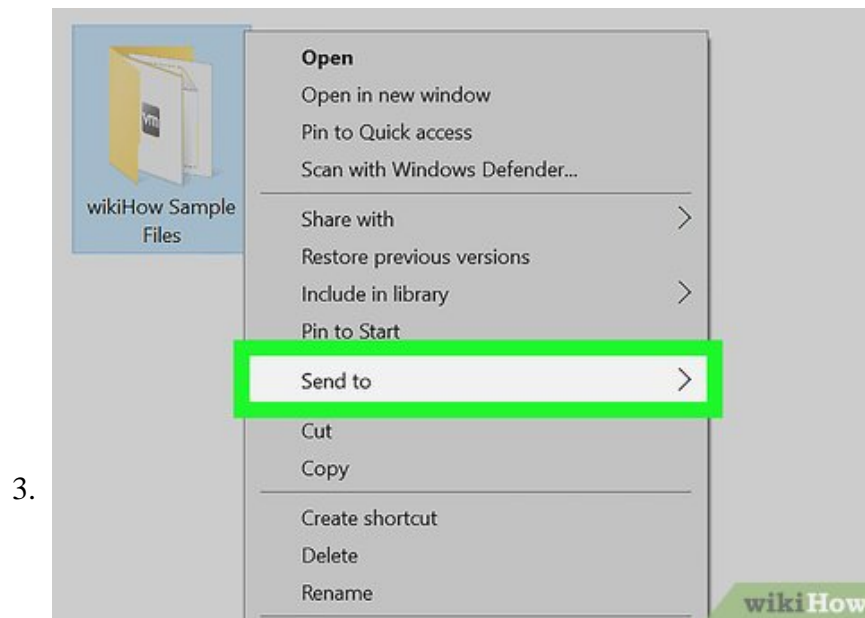 vm
wikiHow Sample
Files
Open
Open in new window
Pin to Quick access
Scan with Windows Defender...
Share with
Restore previous versions
Include in library
Pin to Start
Send to
Cut
Copy
3.
Create shortcut
Delete
Rename
wikiHow